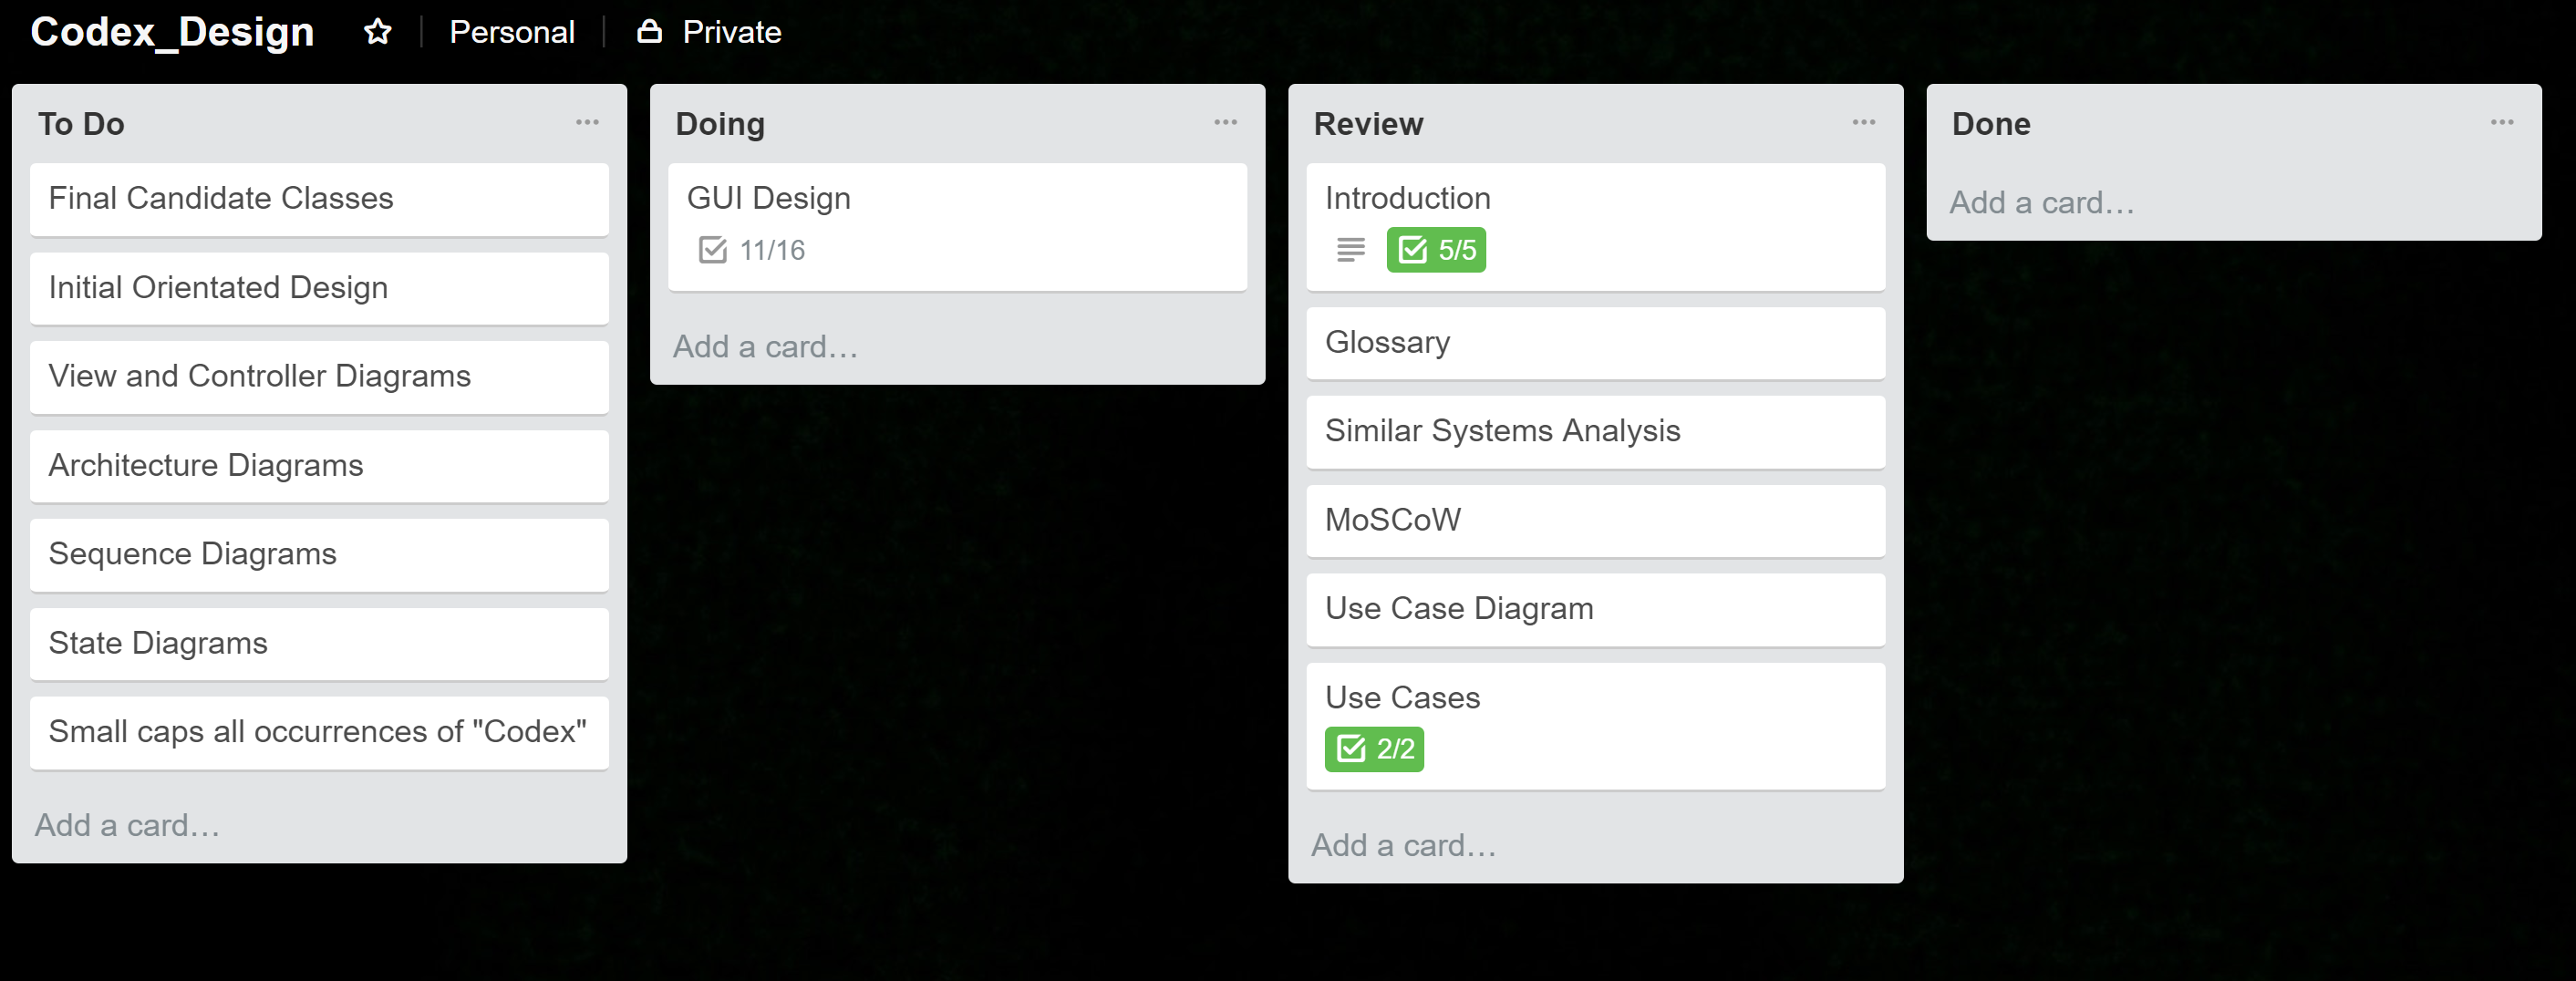 Codex_Design
Personal
Private
To Do
Final Candidate Classes
Initial Orientated Design
View and Controller Diagrams
Architecture Diagrams
Sequence Diagrams
State Diagrams
Small caps all occurrences of "Codex"
Add a card…
Doing
GUI Design
11/16
Add a card…
Review
Introduction
5/5
Glossary
Similar Systems Analysis
MoSCoW
Use Case Diagram
Use Cases
2/2
Add a card…
Done
Add a card…